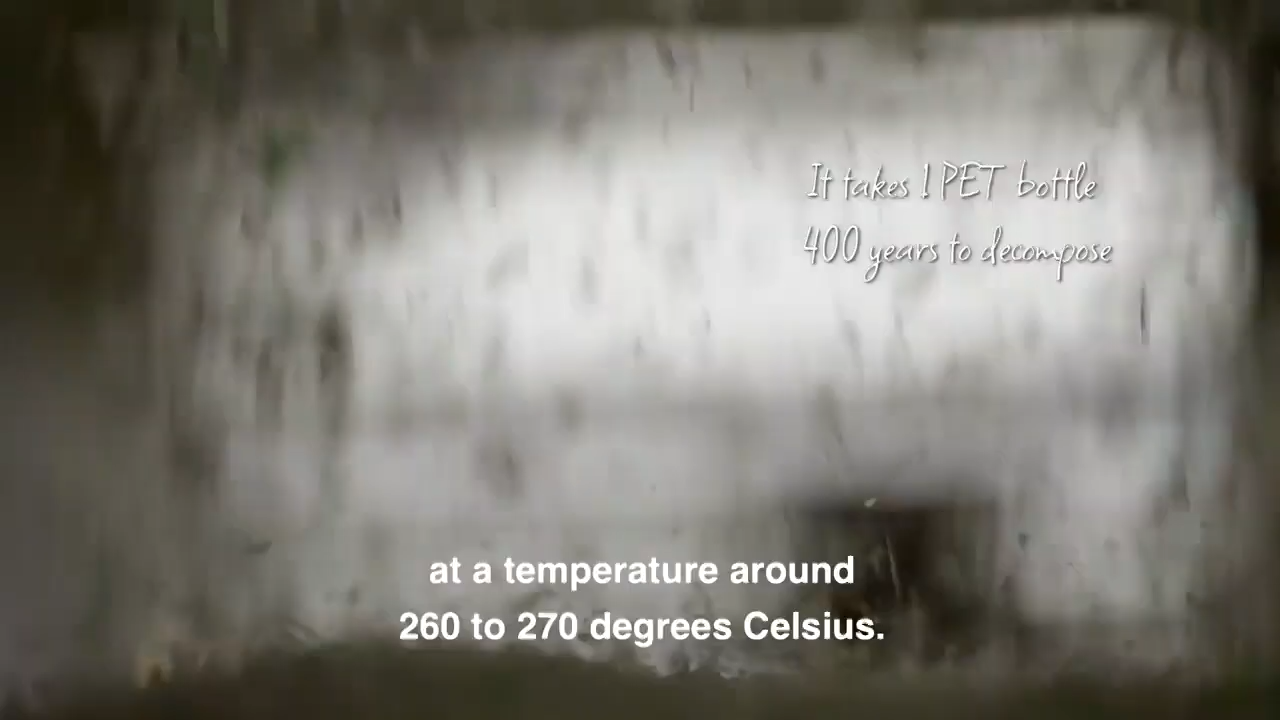 It takes 1 PET bottle
400 years to decompose
at a temperature around
260 to 270 degrees Celsius.